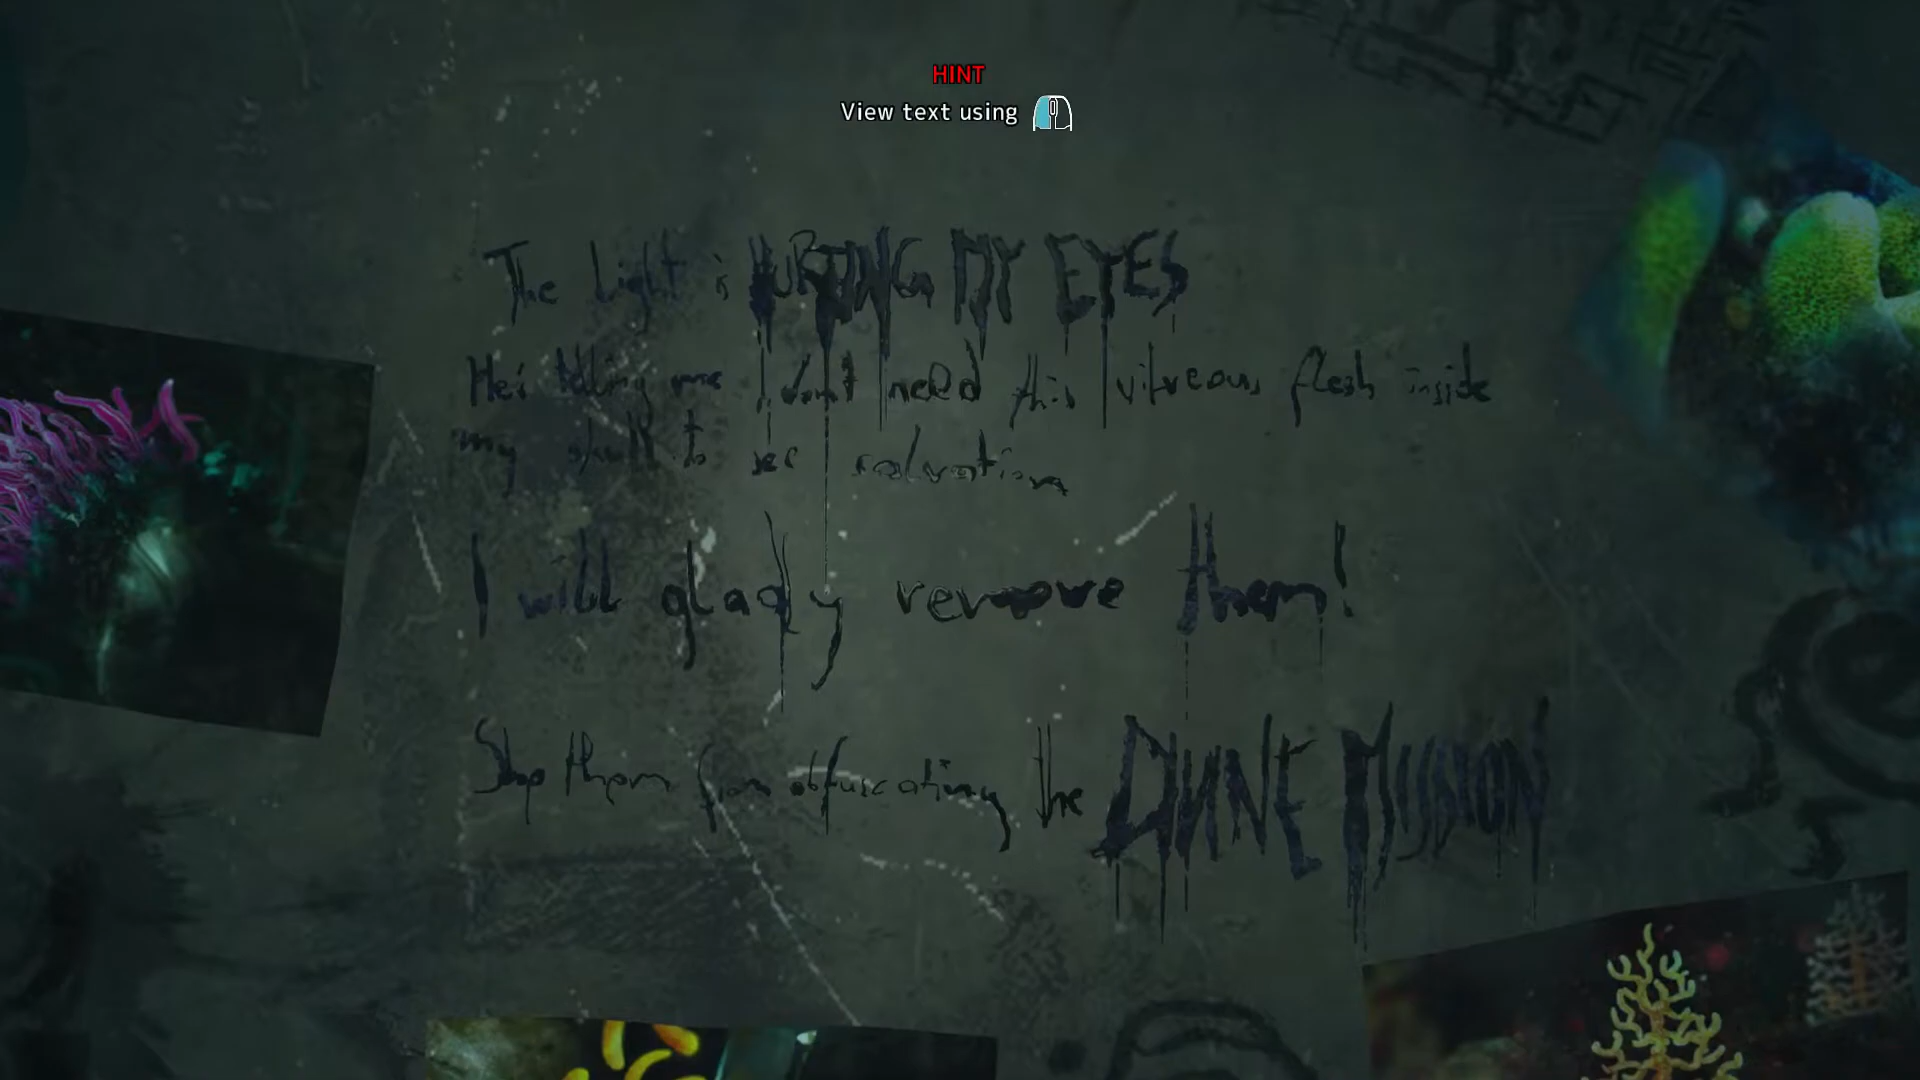 HINT
View text using
The Light is HURTING MY EYES
He's telling me I don't need this vitreous flesh inside
my skull to see salvation
I will gladly remove them!
Stop them from obfuscating the DIVINE MISSION